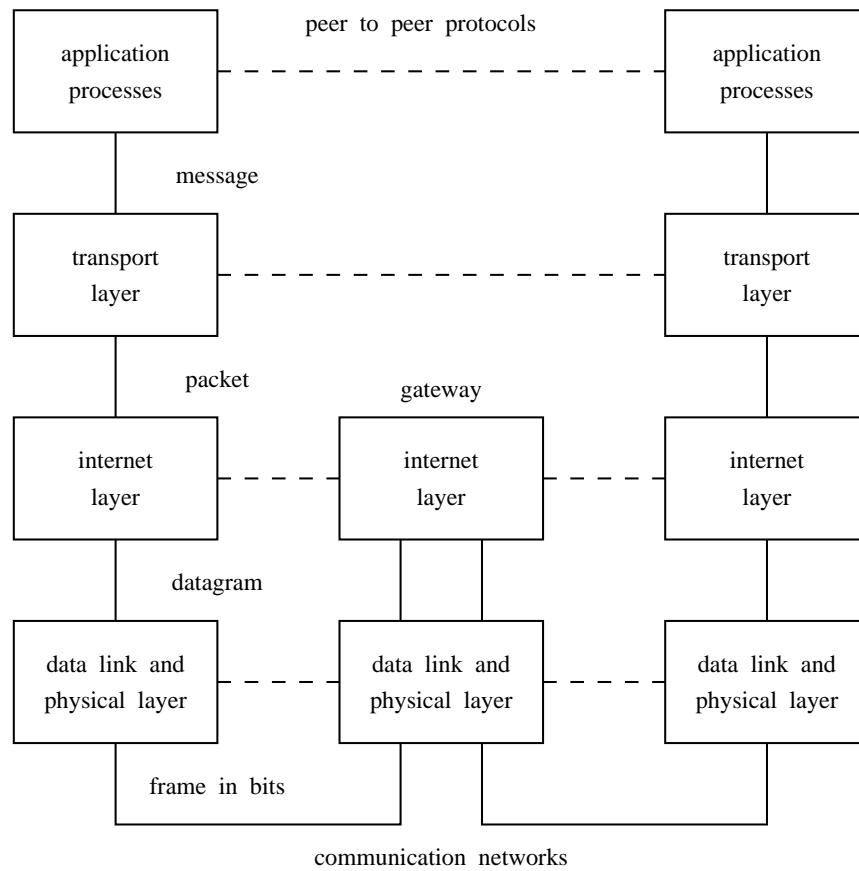 peer to peer protocols
application
processes
application
processes
message
transport
layer
transport
layer
packet
gateway
internet
layer
internet
layer
internet
layer
datagram
data link and
physical layer
data link and
physical layer
data link and
physical layer
frame in bits
communication networks